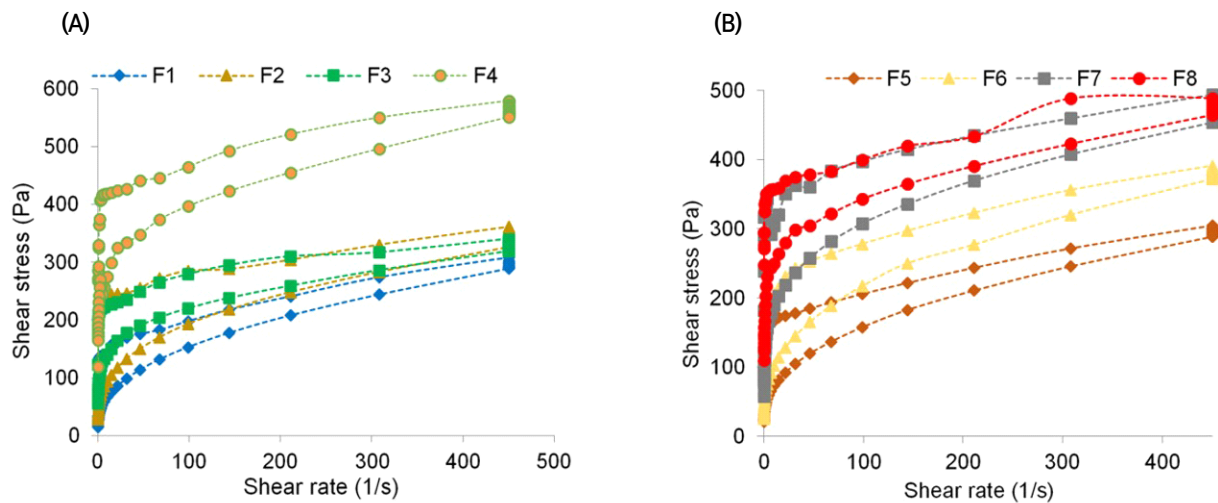 (A)
F1 F2 F3 F4
600
500
400
300
200
100
0
0 100 200 300 400 500
Shear stress (Pa)
Shear rate (1/s)
(B)
F5 F6 F7 F8
500
400
300
200
100
0
0 100 200 300 400
Shear stress (Pa)
Shear rate (1/s)